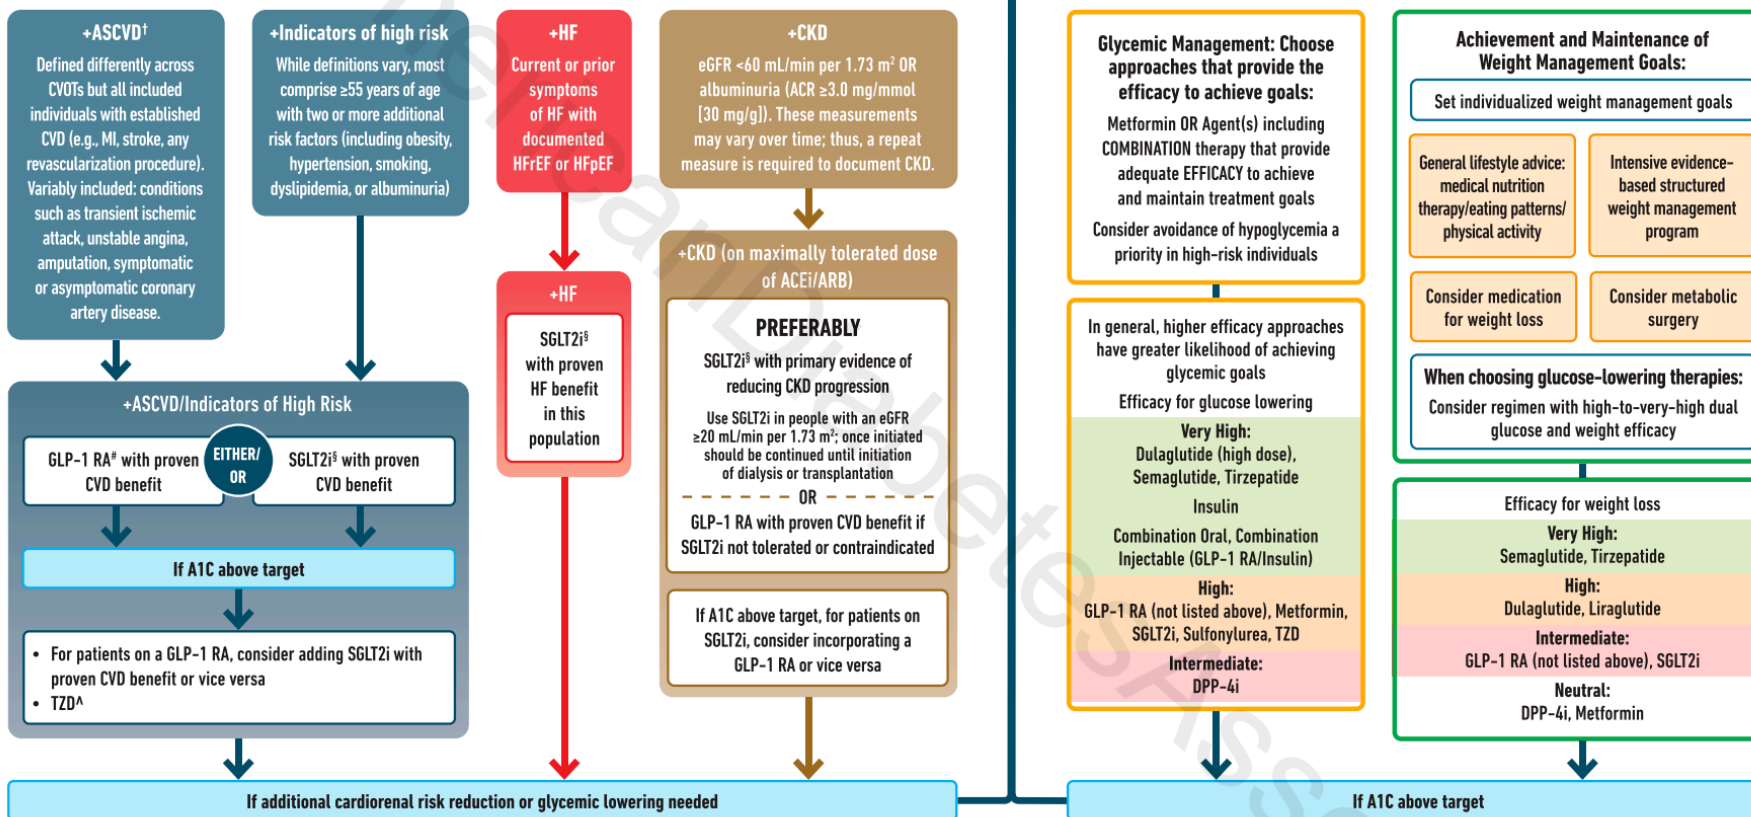 +ASCVD†
Defined differently across
CVOTs but all included
individuals with established
CVD (e.g., MI, stroke, any
revascularization procedure).
Variably included: conditions
such as transient ischemic
attack, unstable angina,
amputation, symptomatic
or asymptomatic coronary
artery disease.
+Indicators of high risk
While definitions vary, most
comprise ≥55 years of age
with two or more additional
risk factors (including obesity,
hypertension, smoking,
dyslipidemia, or albuminuria)
+ASCVD/Indicators of High Risk
GLP-1 RA# with proven
CVD benefit
EITHER/
OR
SGLT2i§ with proven
CVD benefit
If A1C above target
• For patients on a GLP-1 RA, consider adding SGLT2i with
proven CVD benefit or vice versa
• TZD^
+HF
Current or prior
symptoms
of HF with
documented
HFrEF or HFpEF
+HF
SGLT2i§
with proven
HF benefit
in this
population
+CKD
eGFR <60 mL/min per 1.73 m² OR
albuminuria (ACR ≥3.0 mg/mmol
[30 mg/g]). These measurements
may vary over time; thus, a repeat
measure is required to document CKD.
+CKD (on maximally tolerated dose
of ACEi/ARB)
PREFERABLY
SGLT2i§ with primary evidence of
reducing CKD progression
Use SGLT2i in people with an eGFR
≥20 mL/min per 1.73 m²; once initiated
should be continued until initiation
of dialysis or transplantation
OR
GLP-1 RA with proven CVD benefit if
SGLT2i not tolerated or contraindicated
If A1C above target, for patients on
SGLT2i, consider incorporating a
GLP-1 RA or vice versa
If additional cardiorenal risk reduction or glycemic lowering needed
Glycemic Management: Choose
approaches that provide the
efficacy to achieve goals:
Metformin OR Agent(s) including
COMBINATION therapy that provide
adequate EFFICACY to achieve
and maintain treatment goals
Consider avoidance of hypoglycemia a
priority in high-risk individuals
In general, higher efficacy approaches
have greater likelihood of achieving
glycemic goals
Efficacy for glucose lowering
Very High:
Dulaglutide (high dose),
Semaglutide, Tirzepatide
Insulin
Combination Oral, Combination
Injectable (GLP-1 RA/Insulin)
High:
GLP-1 RA (not listed above), Metformin,
SGLT2i, Sulfonylurea, TZD
Intermediate:
DPP-4i
Achievement and Maintenance of
Weight Management Goals:
Set individualized weight management goals
General lifestyle advice:
medical nutrition
therapy/eating patterns/
physical activity
Intensive evidence-
based structured
weight management
program
Consider medication
for weight loss
Consider metabolic
surgery
When choosing glucose-lowering therapies:
Consider regimen with high-to-very-high dual
glucose and weight efficacy
Efficacy for weight loss
Very High:
Semaglutide, Tirzepatide
High:
Dulaglutide, Liraglutide
Intermediate:
GLP-1 RA (not listed above), SGLT2i
Neutral:
DPP-4i, Metformin
If A1C above target
ericanDiabetesAsso